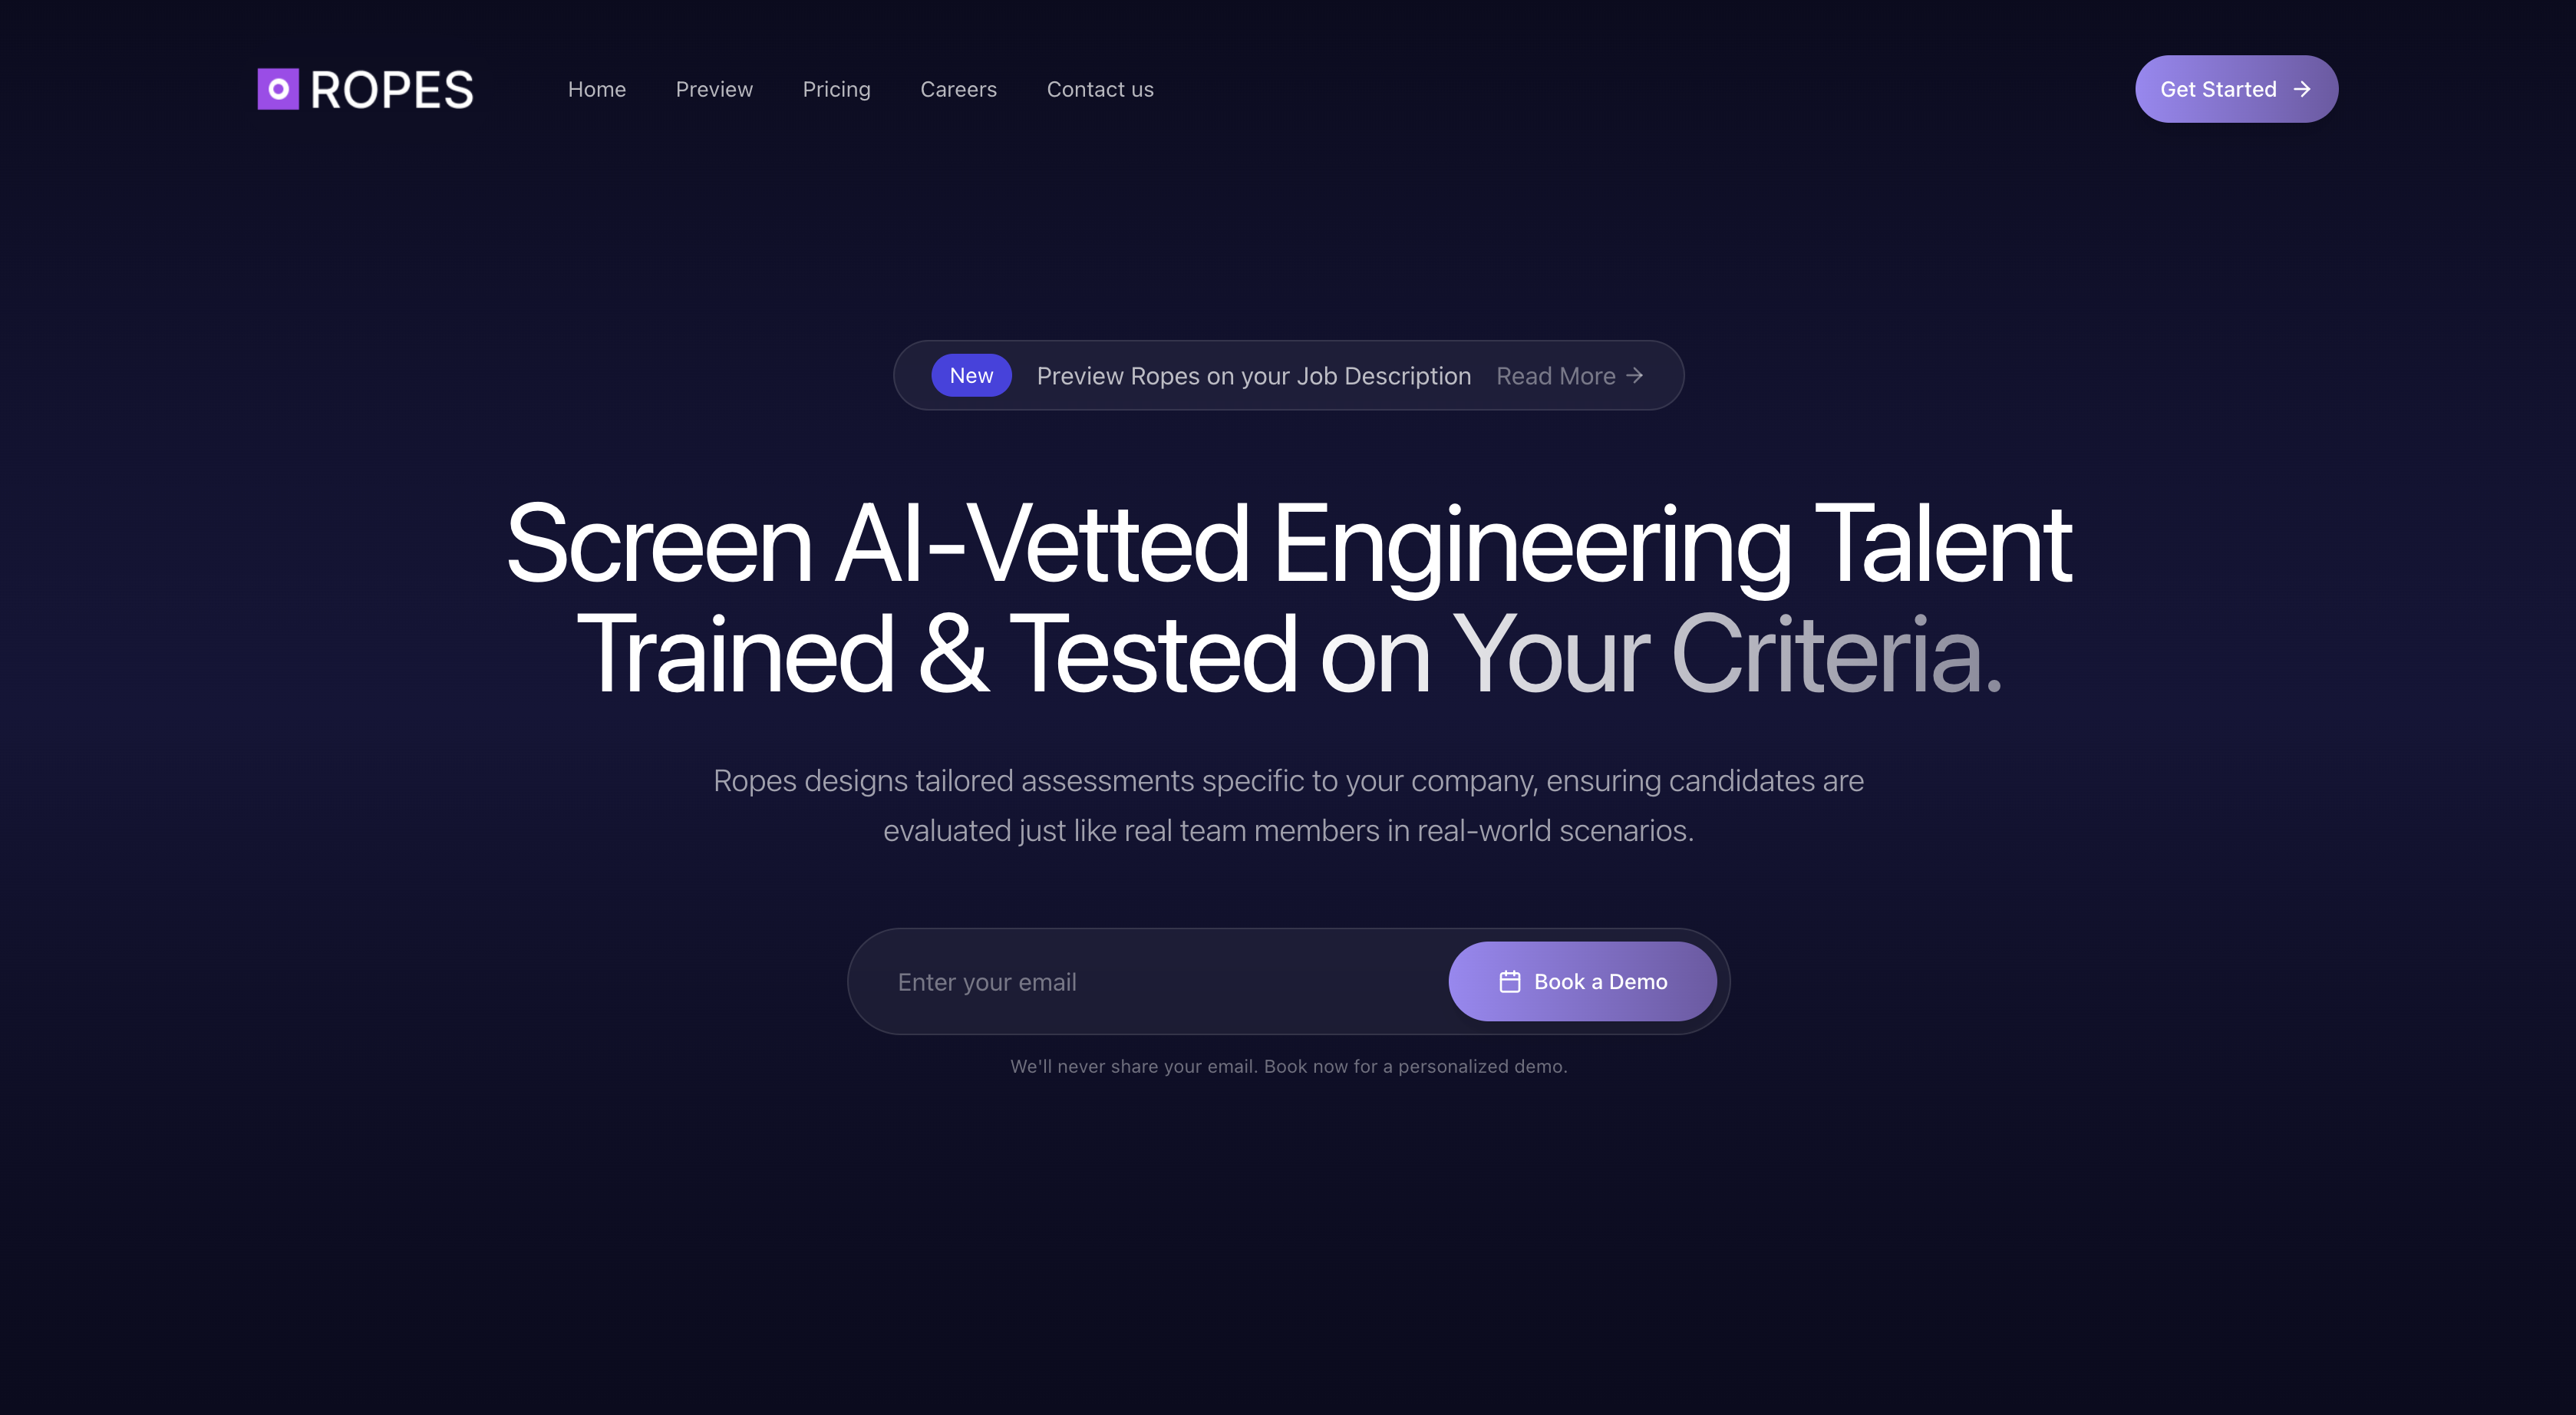 ROPES
Home
Preview
Pricing
Careers
Contact us
Get Started
New Preview Ropes on your Job Description Read More
Screen AI-Vetted Engineering Talent
Trained & Tested on Your Criteria.
Ropes designs tailored assessments specific to your company, ensuring candidates are
evaluated just like real team members in real-world scenarios.
Enter your email
Book a Demo
We'll never share your email. Book now for a personalized demo.